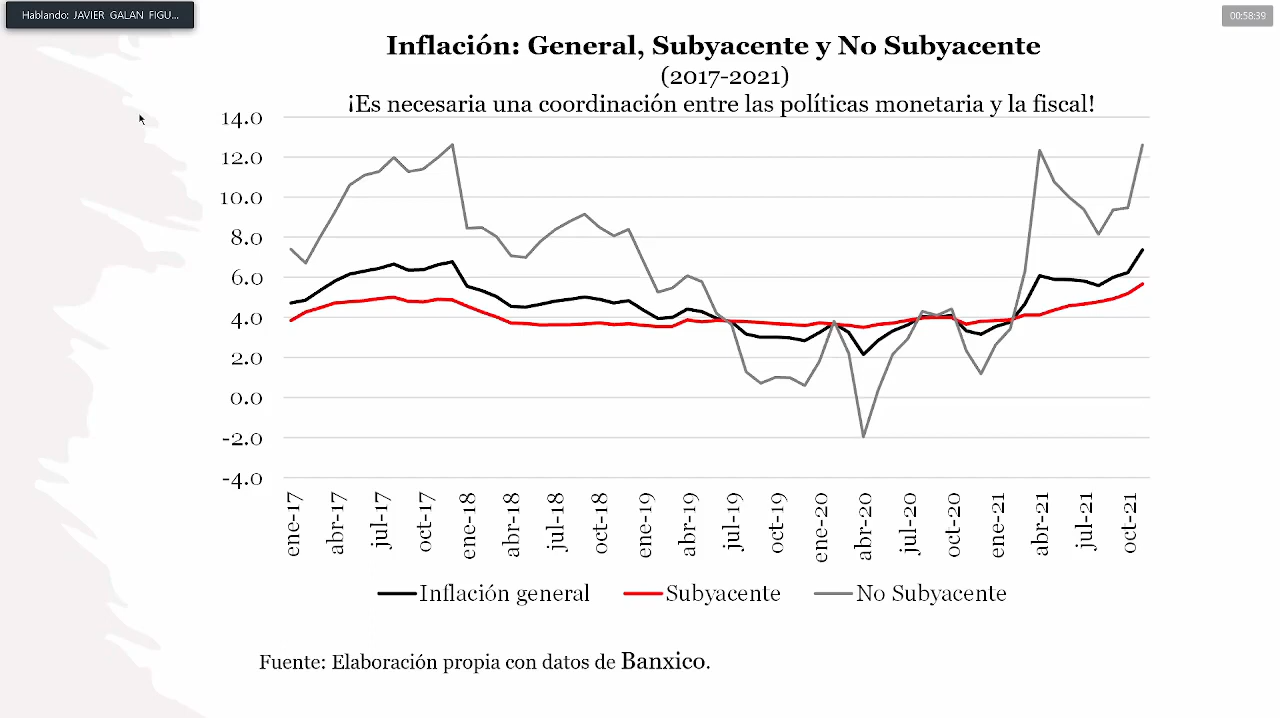 Hablando: JAVIER GALAN FIGU...
00:58:39
Inflación: General, Subyacente y No Subyacente
(2017-2021)
¡Es necesaria una coordinación entre las políticas monetaria y la fiscal!
14.0
12.0
10.0
8.0
6.0
4.0
2.0
0.0
-2.0
-4.0
ene-17
abr-17
jul-17
oct-17
ene-18
abr-18
jul-18
oct-18
ene-19
abr-19
jul-19
oct-19
ene-20
abr-20
jul-20
oct-20
ene-21
abr-21
jul-21
oct-21
Inflación general
Subyacente
No Subyacente
Fuente: Elaboración propia con datos de Banxico.